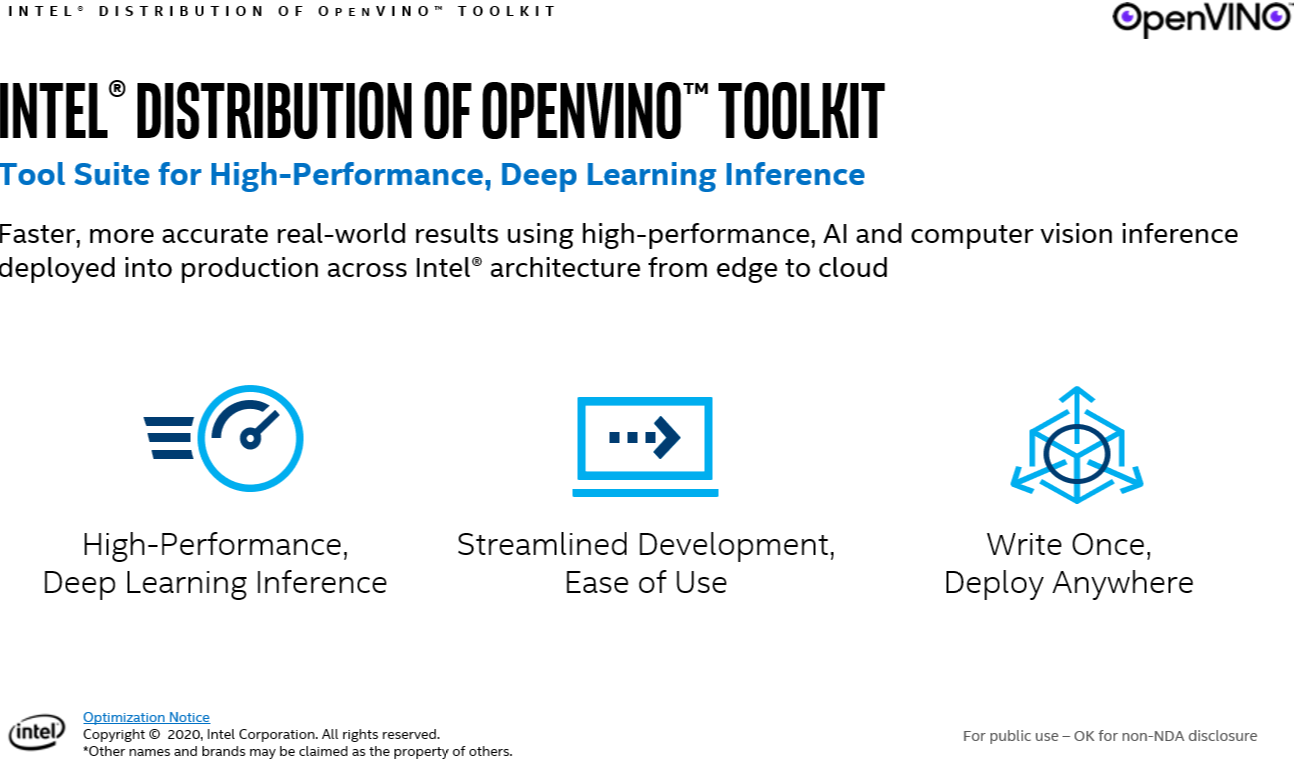 INTEL® DISTRIBUTION OF OPENVINO™ TOOLKIT
OpenVINO™
INTEL® DISTRIBUTION OF OPENVINO™ TOOLKIT
Tool Suite for High-Performance, Deep Learning Inference
Faster, more accurate real-world results using high-performance, AI and computer vision inference
deployed into production across Intel® architecture from edge to cloud
High-Performance,
Deep Learning Inference
Streamlined Development,
Ease of Use
Write Once,
Deploy Anywhere
intel
Optimization Notice
Copyright © 2020, Intel Corporation. All rights reserved.
*Other names and brands may be claimed as the property of others.
For public use – OK for non-NDA disclosure